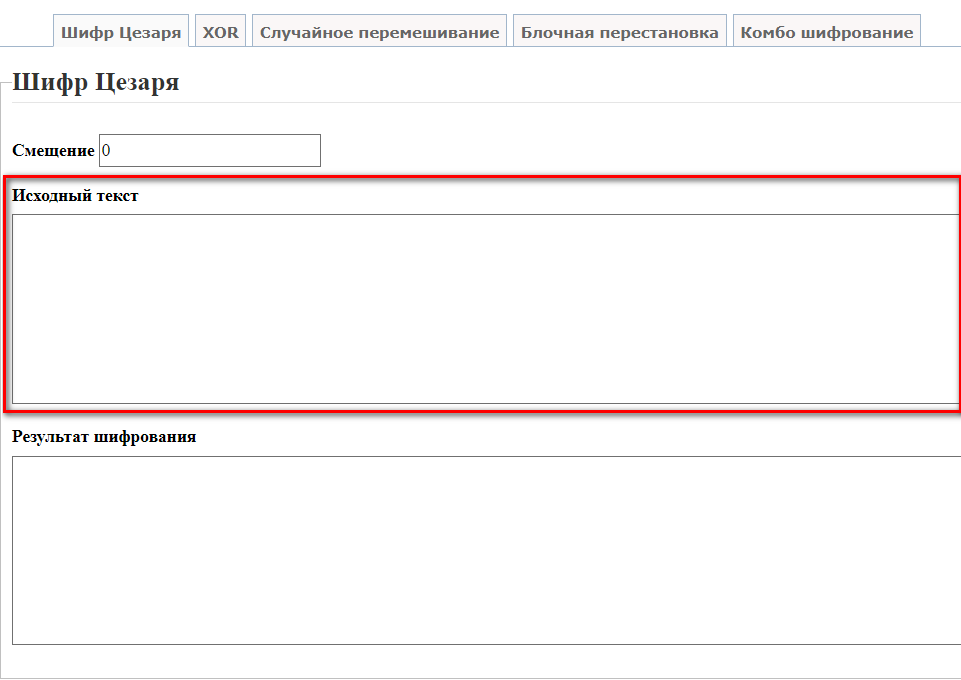 Шифр Цезаря XOR Случайное перемешивание Блочная перестановка Комбо шифрование
Шифр Цезаря
Смещение 0
Исходный текст
Результат шифрования